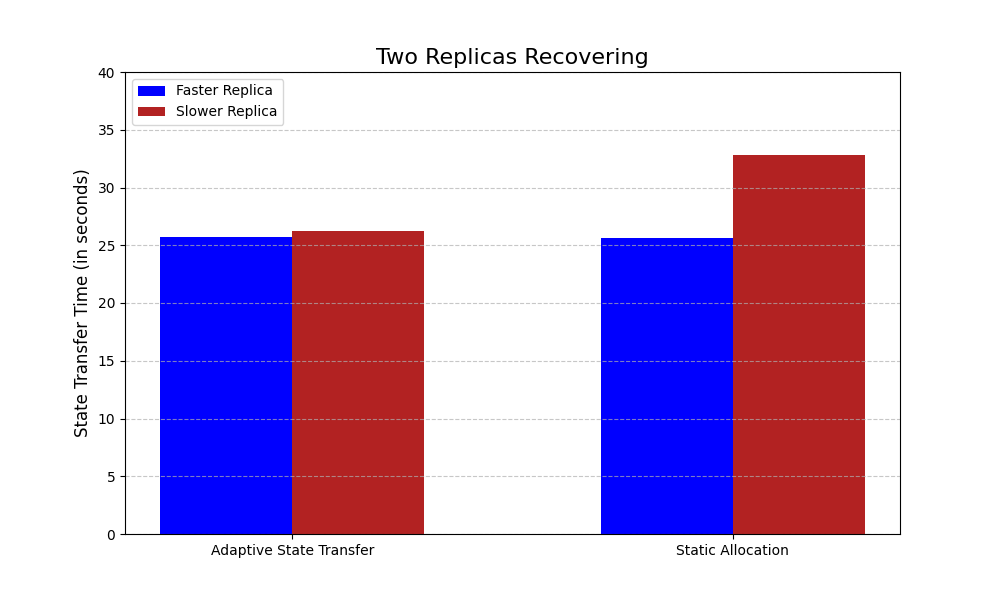 Two Replicas Recovering
State Transfer Time (in seconds)
40
35
30
25
20
15
10
5
0
Faster Replica
Slower Replica
Adaptive State Transfer
Static Allocation